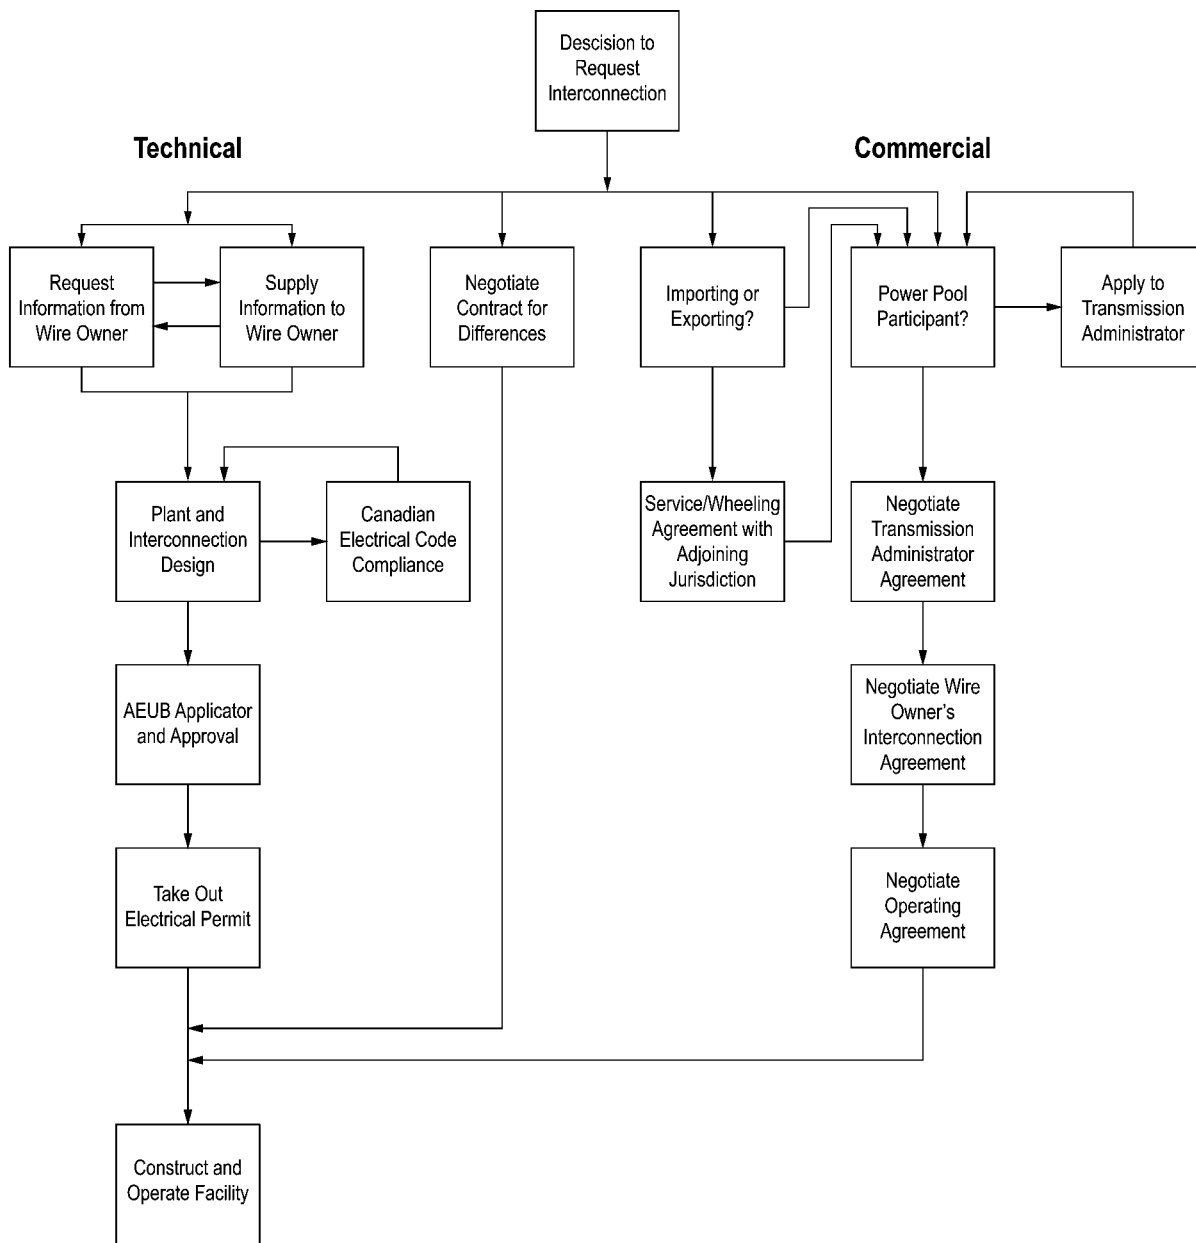 Descision to
Request
Interconnection
Technical
Commercial
Request
Information from
Wire Owner
Supply
Information to
Wire Owner
Negotiate
Contract for
Differences
Importing or
Exporting?
Power Pool
Participant?
Apply to
Transmission
Administrator
Plant and
Interconnection
Design
Canadian
Electrical Code
Compliance
Service/Wheeling
Agreement with
Adjoining
Jurisdiction
Negotiate
Transmission
Administrator
Agreement
AEUB Applicator
and Approval
Negotiate Wire
Owner’s
Interconnection
Agreement
Take Out
Electrical Permit
Negotiate
Operating
Agreement
Construct and
Operate Facility